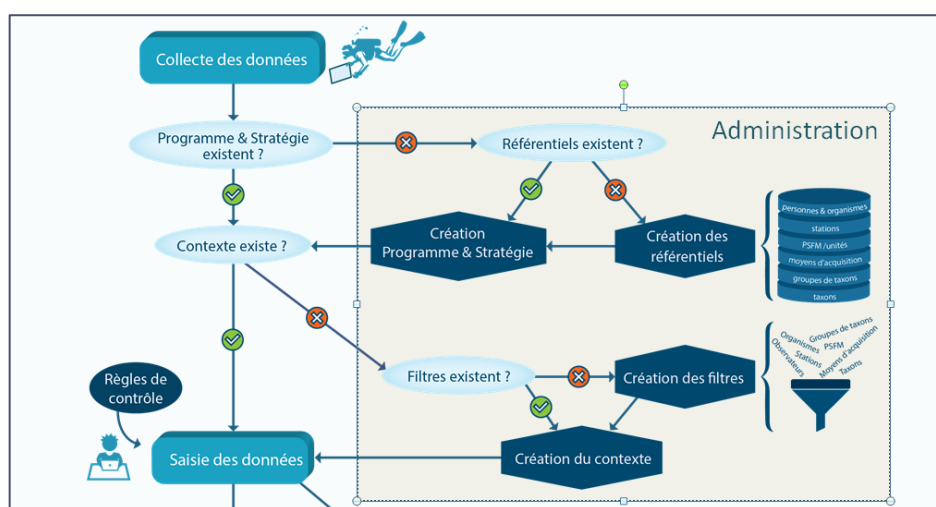 Collecte des données
Administration
Programme & Stratégie
existent ?
Référentiels existent ?
personnes & organismes
stations
PSFM /unités
moyens d'acquisition
groupes de taxons
taxons
Contexte existe ?
Création
Programme & Stratégie
Création des
référentiels
Groupes de taxons
Organismes
PSFM
Moyens d'acquisition
Observateurs
Stations
Taxons
Règles de
contrôle
Filtres existent ?
Création des filtres
Saisie des données
Création du contexte